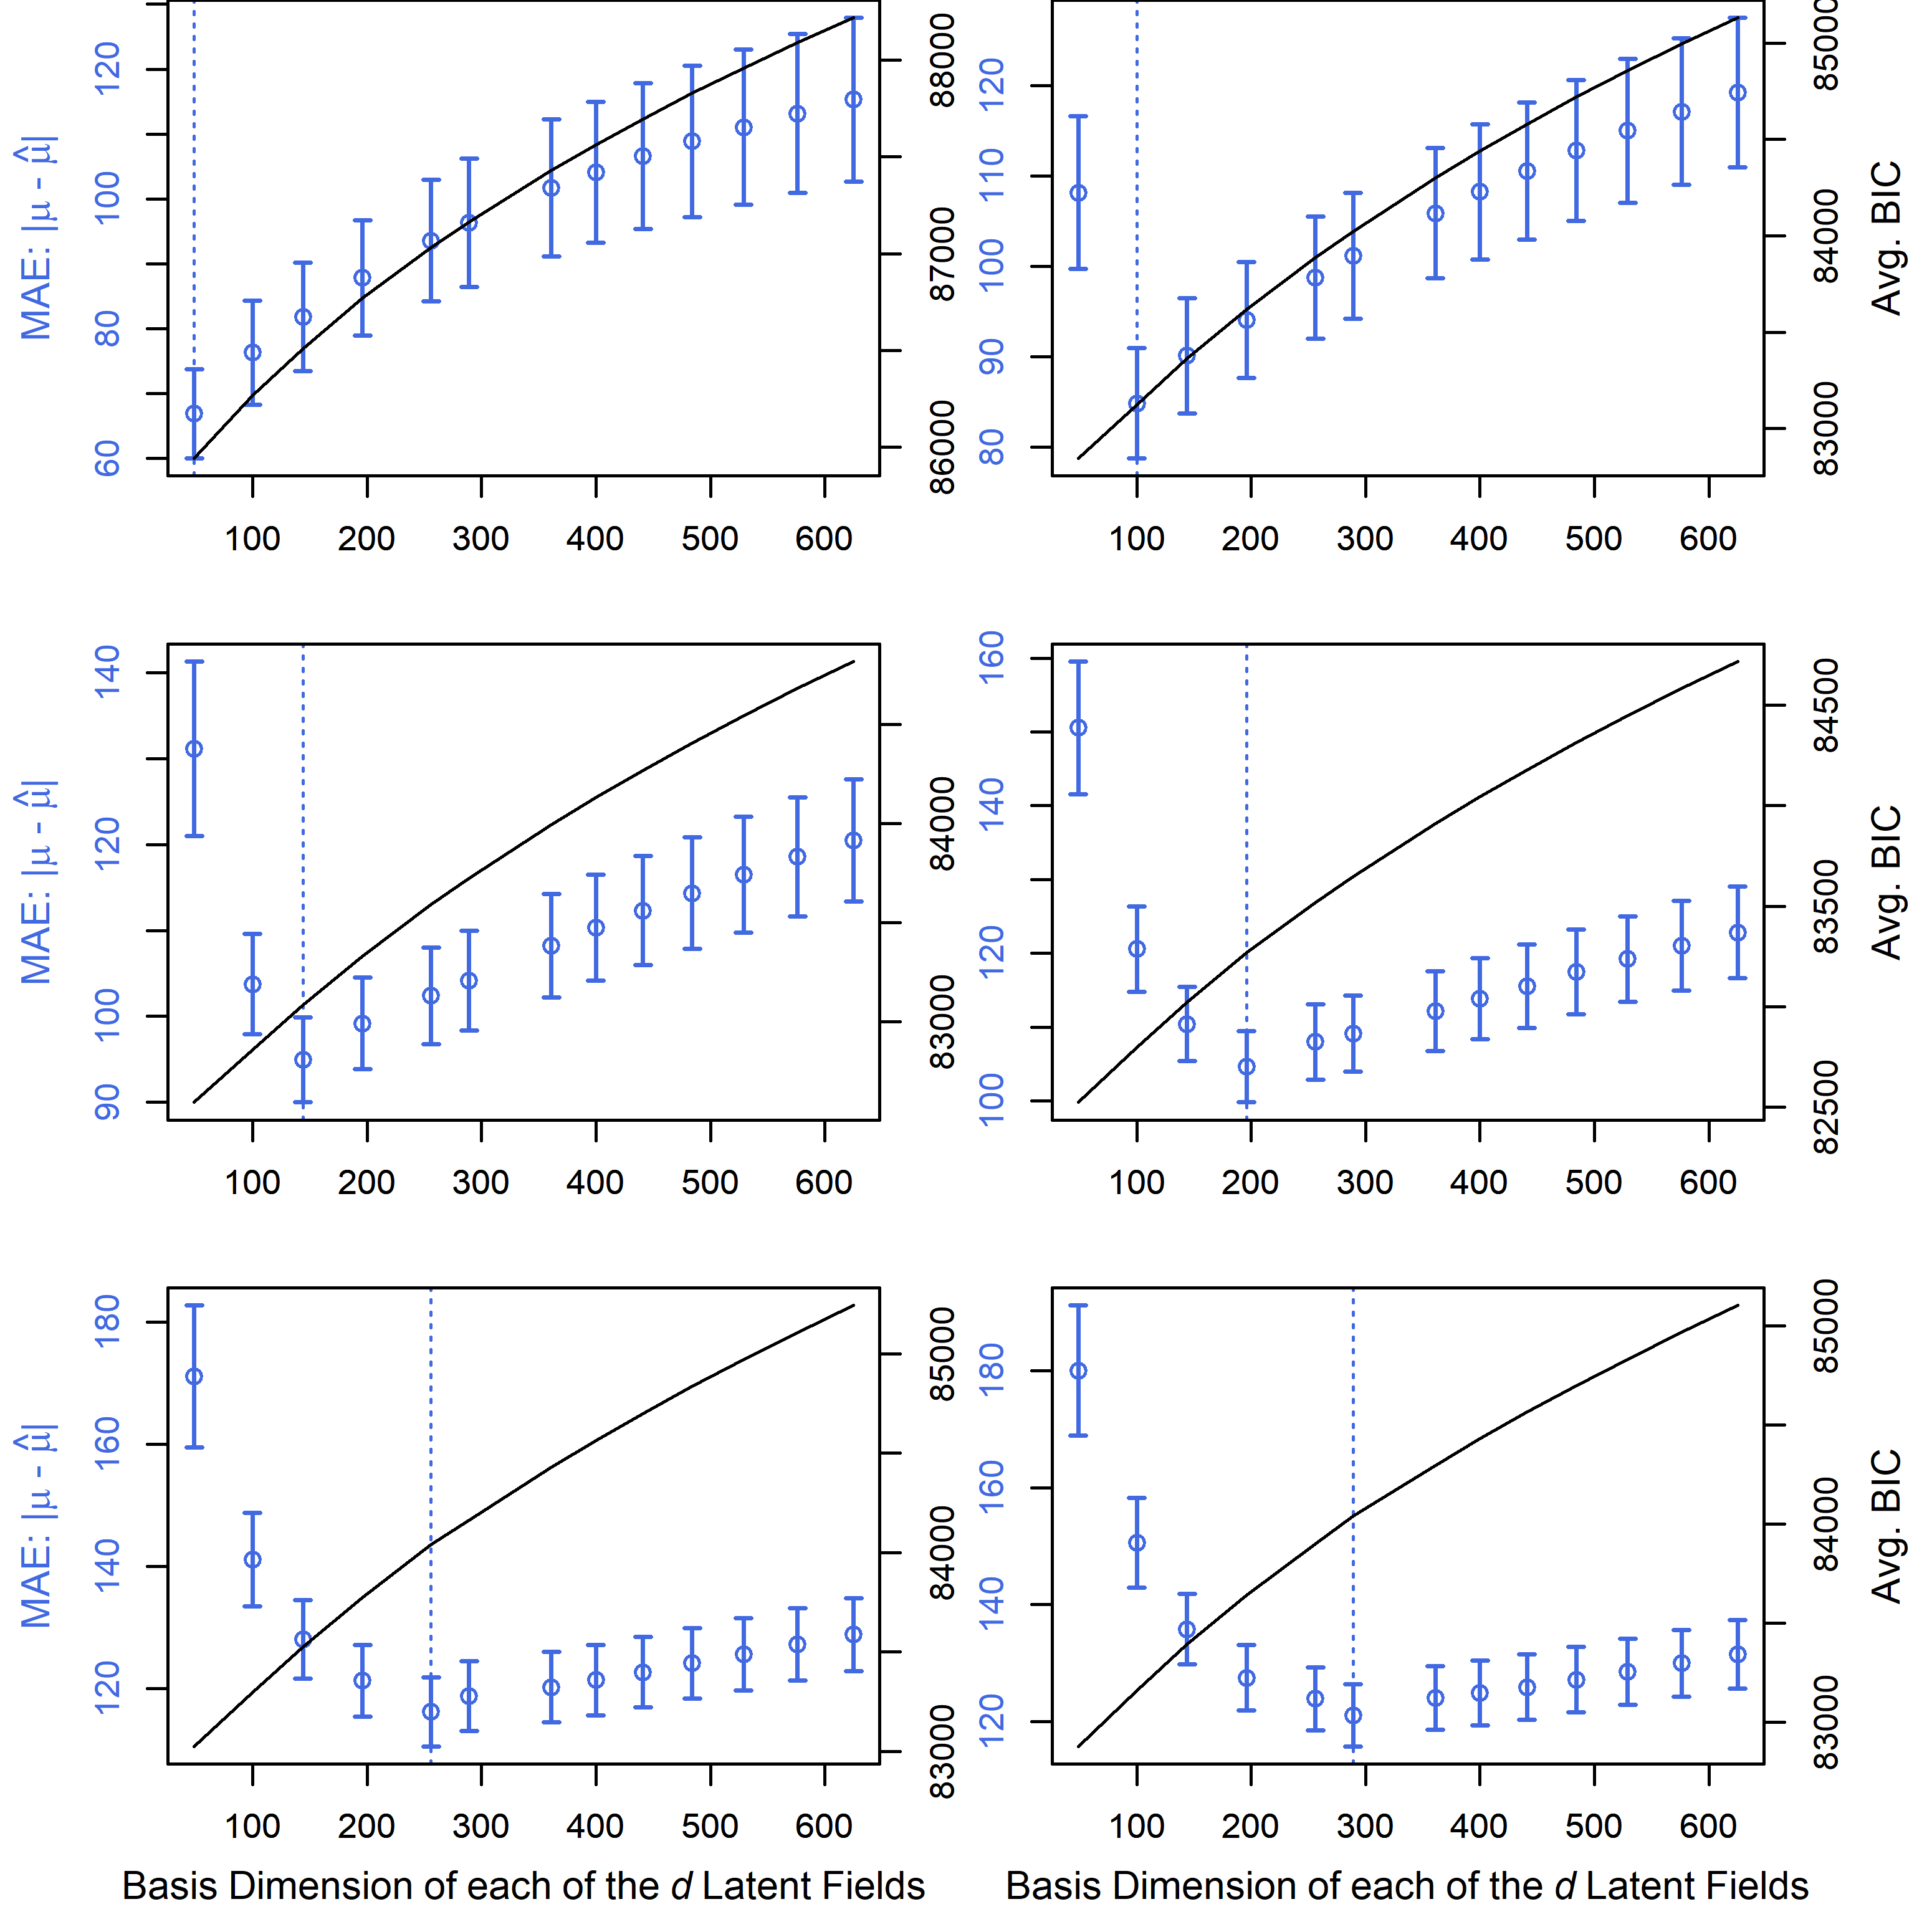 MAE: |μ - μ̂|
60 80 100 120
86000 87000 88000
100 200 300 400 500 600
80 90 100 110 120
83000 84000 85000
Avg. BIC
100 200 300 400 500 600
MAE: |μ - μ̂|
90 100 120 140
83000 84000
100 200 300 400 500 600
100 120 140 160
82500 83500 84500
Avg. BIC
100 200 300 400 500 600
MAE: |μ - μ̂|
120 140 160 180
83000 84000 85000
100 200 300 400 500 600
Basis Dimension of each of the d Latent Fields
120 140 160 180
83000 84000 85000
Avg. BIC
100 200 300 400 500 600
Basis Dimension of each of the d Latent Fields